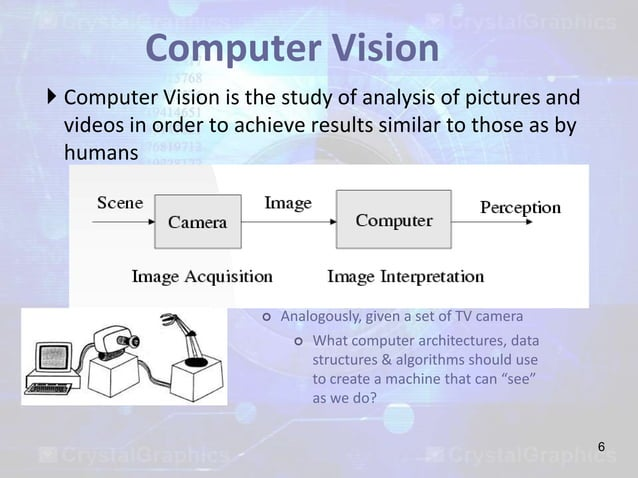 CrystalGraphics
CrystalGraphics
Computer Vision
Computer Vision is the study of analysis of pictures and
videos in order to achieve results similar to those as by
humans
Scene
Camera
Image
Computer
Perception
Image Acquisition
Image Interpretation
Analogously, given a set of TV camera
What computer architectures, data
structures & algorithms should use
to create a machine that can “see”
as we do?
6
CrystalGraphics
CrystalGraphics